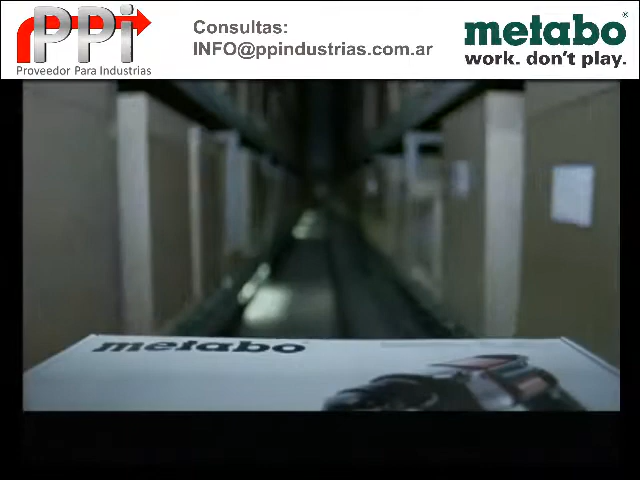 PPi
Proveedor Para Industrias
Consultas:
INFO@ppindustrias.com.ar
metabo®
work. don't play.
metabo